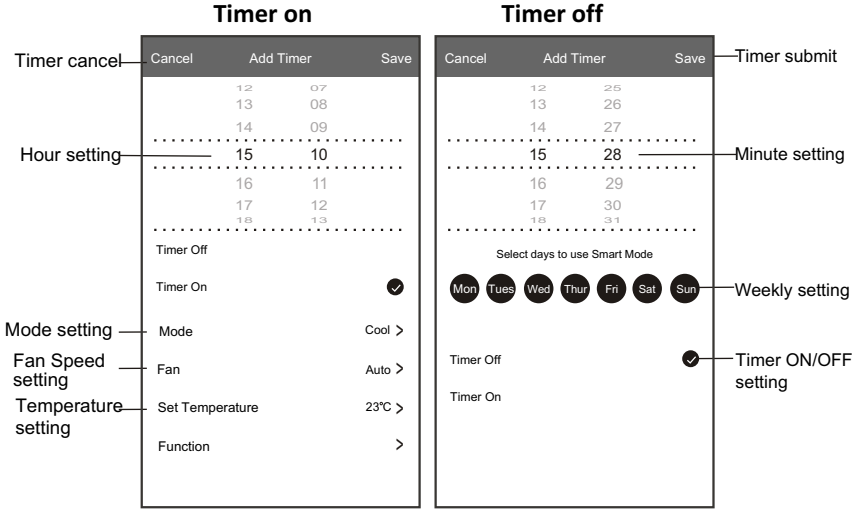 Timer on
Timer off
Timer cancel
Cancel Add Timer Save
12 07
13 08
14 09
Hour setting
15 10
16 11
17 12
18 13
Timer Off
Timer On
Mode setting
Mode Cool >
Fan Speed
setting
Fan Auto >
Temperature
setting
Set Temperature 23℃ >
Function >
Cancel Add Timer Save
Timer submit
12 25
13 26
14 27
15 28
Minute setting
16 29
17 30
18 31
Select days to use Smart Mode
Mon Tues Wed Thur Fri Sat Sun
Weekly setting
Timer Off
Timer ON/OFF
setting
Timer On